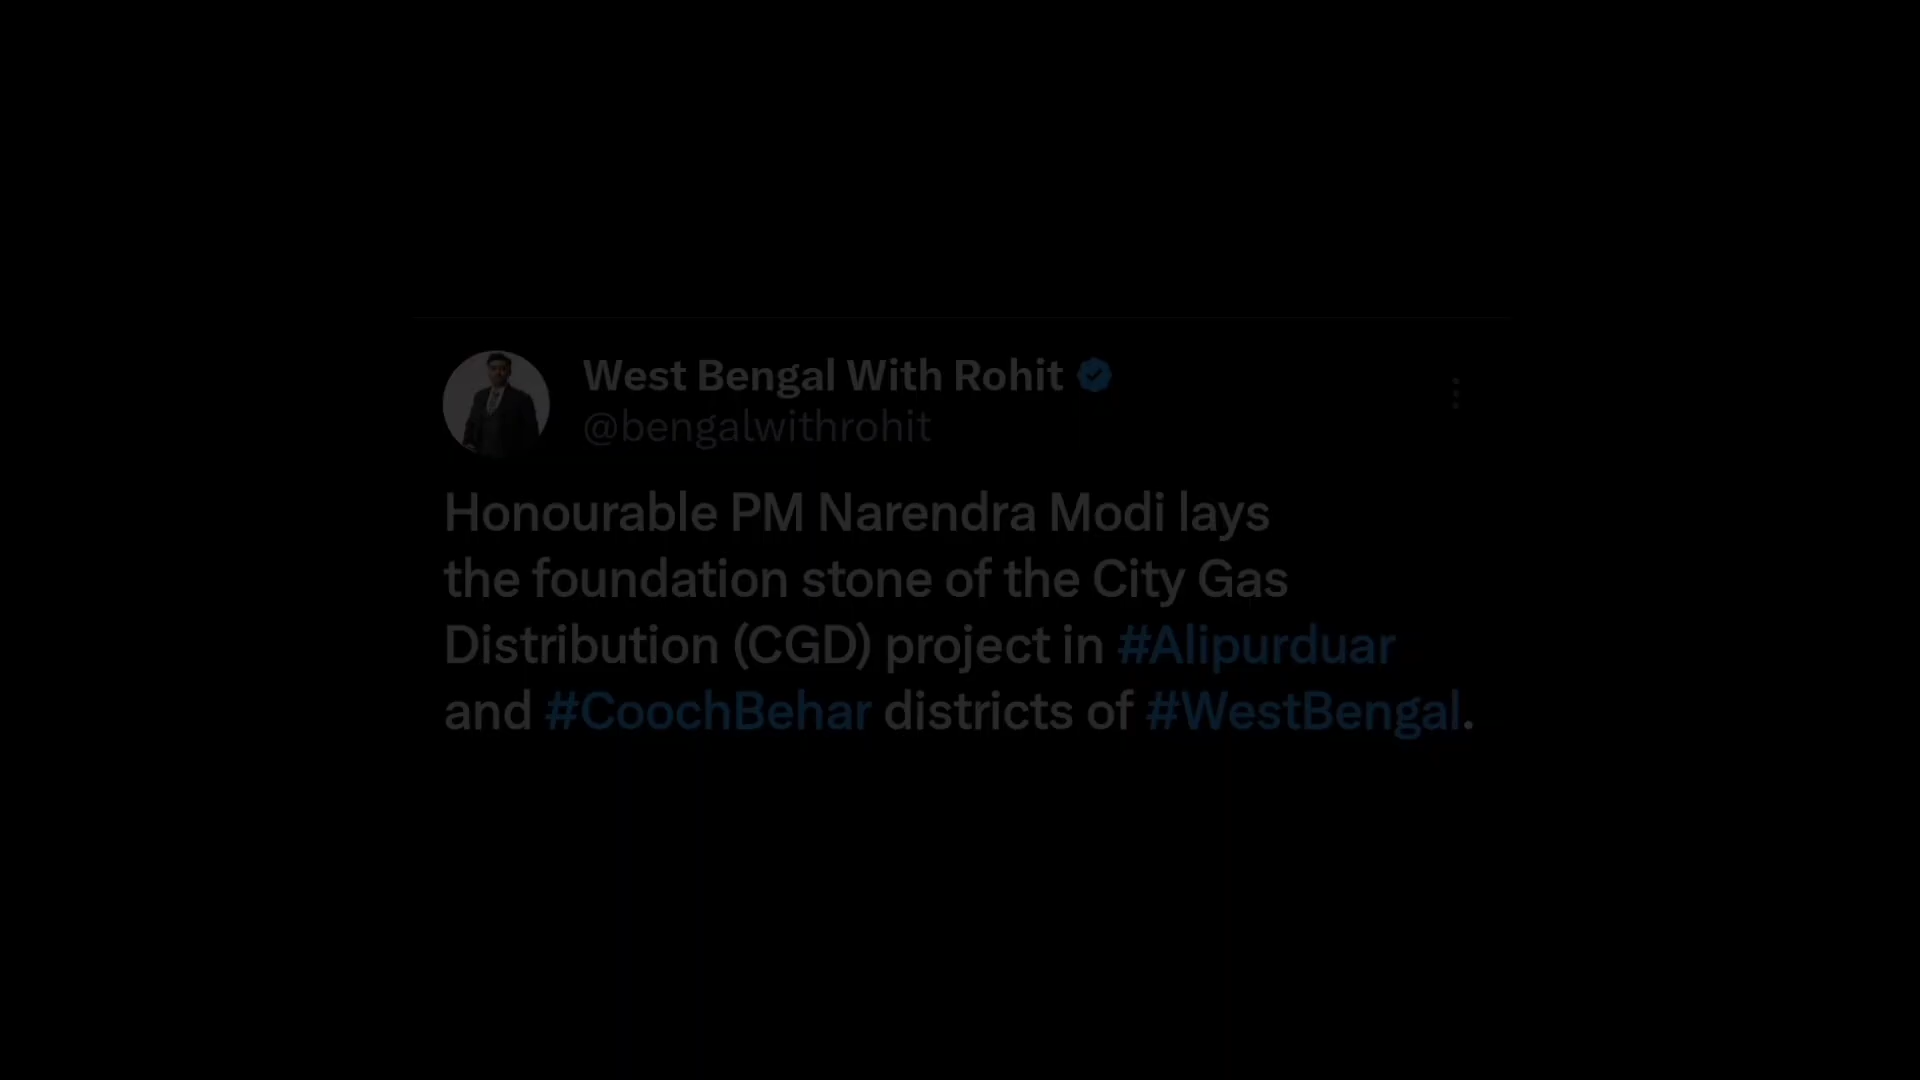 West Bengal With Rohit
@bengalwithrohit
Honourable PM Narendra Modi lays
the foundation stone of the City Gas
Distribution (CGD) project in #Alipurduar
and #CoochBehar districts of #WestBengal.